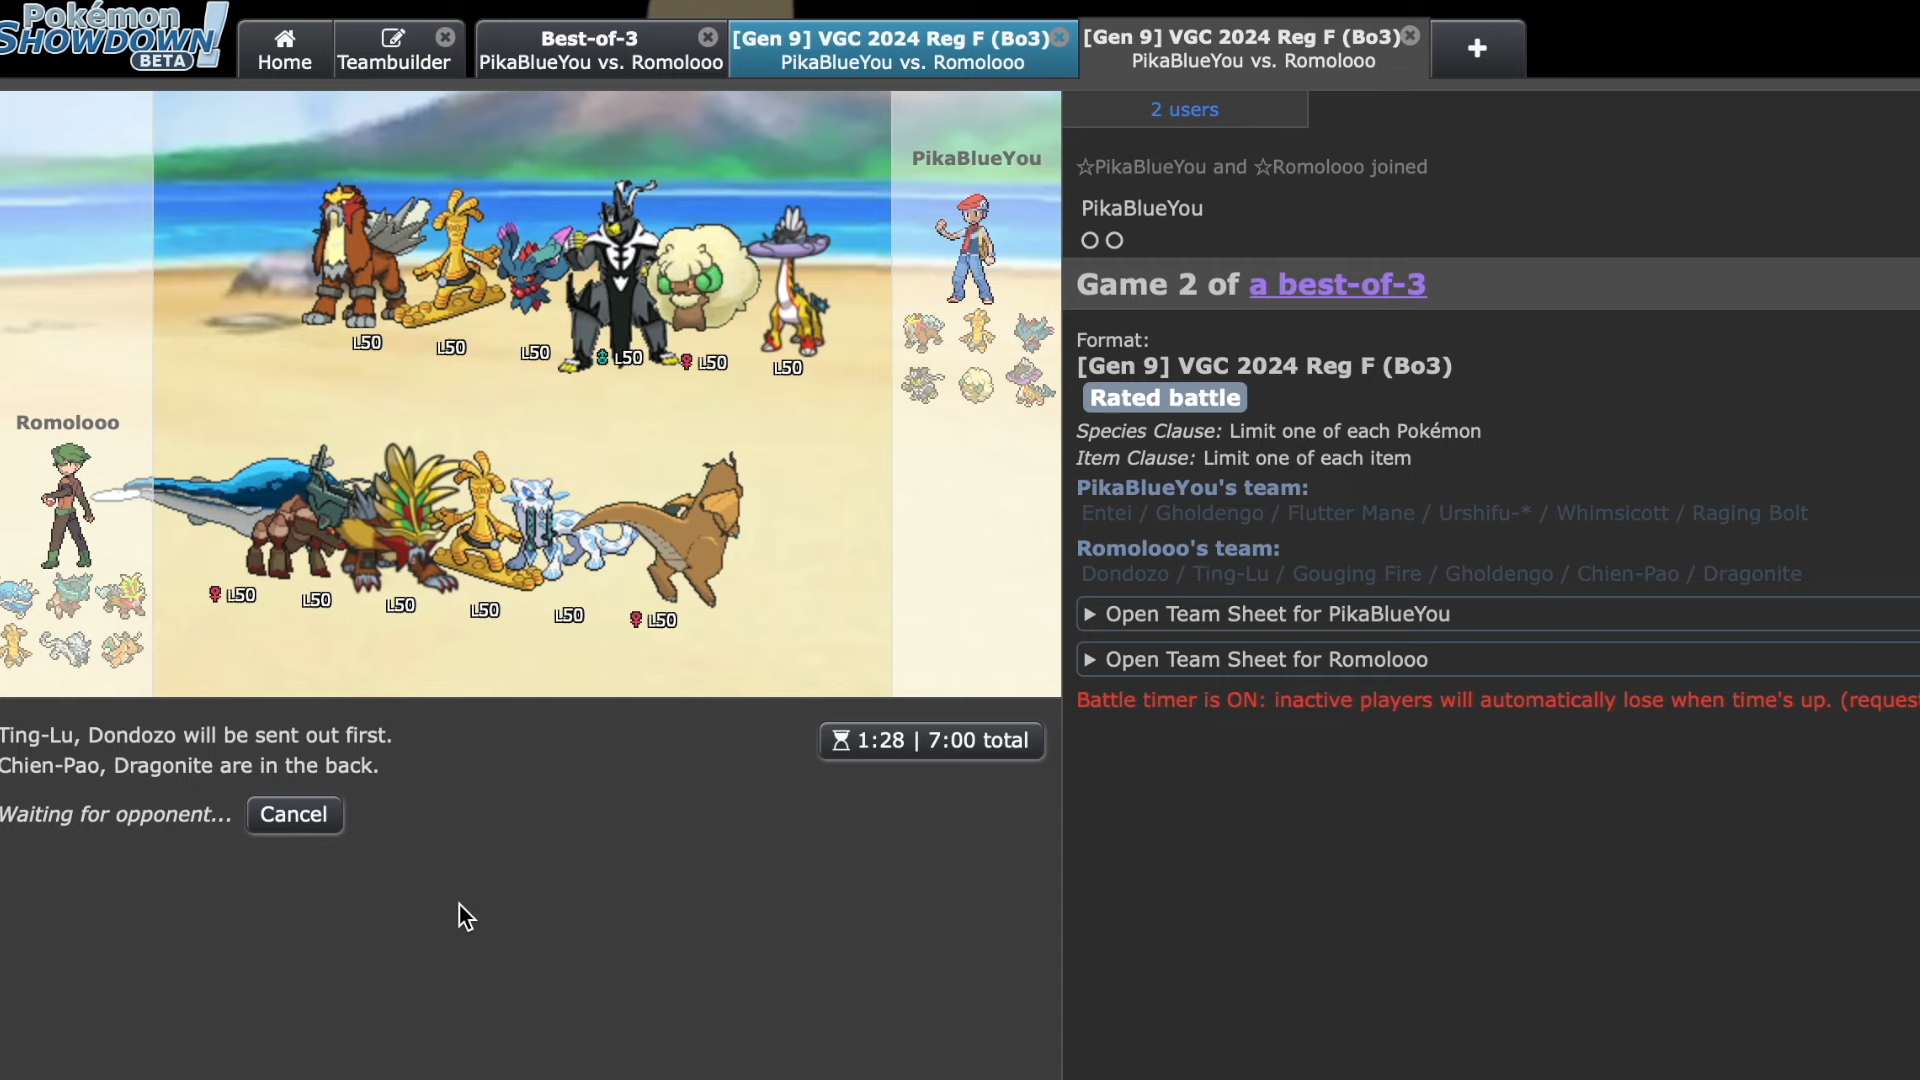 Pokémon
SHOWDOWN!
BETA
Home
Teambuilder
Best-of-3
PikaBlueYou vs. Romolooo
[Gen 9] VGC 2024 Reg F (Bo3)
PikaBlueYou vs. Romolooo
[Gen 9] VGC 2024 Reg F (Bo3)
PikaBlueYou vs. Romolooo
+
PikaBlueYou
L50
L50
L50
L50
L50
L50
Romolooo
L50
L50
L50
L50
L50
L50
Ting-Lu, Dondozo will be sent out first.
Chien-Pao, Dragonite are in the back.
Waiting for opponent...
Cancel
1:28 | 7:00 total
2 users
☆PikaBlueYou and ☆Romolooo joined
PikaBlueYou
Game 2 of a best-of-3
Format:
[Gen 9] VGC 2024 Reg F (Bo3)
Rated battle
Species Clause: Limit one of each Pokémon
Item Clause: Limit one of each item
PikaBlueYou's team:
Entei / Gholdengo / Flutter Mane / Urshifu-* / Whimsicott / Raging Bolt
Romolooo's team:
Dondozo / Ting-Lu / Gouging Fire / Gholdengo / Chien-Pao / Dragonite
Open Team Sheet for PikaBlueYou
Open Team Sheet for Romolooo
Battle timer is ON: inactive players will automatically lose when time's up. (request